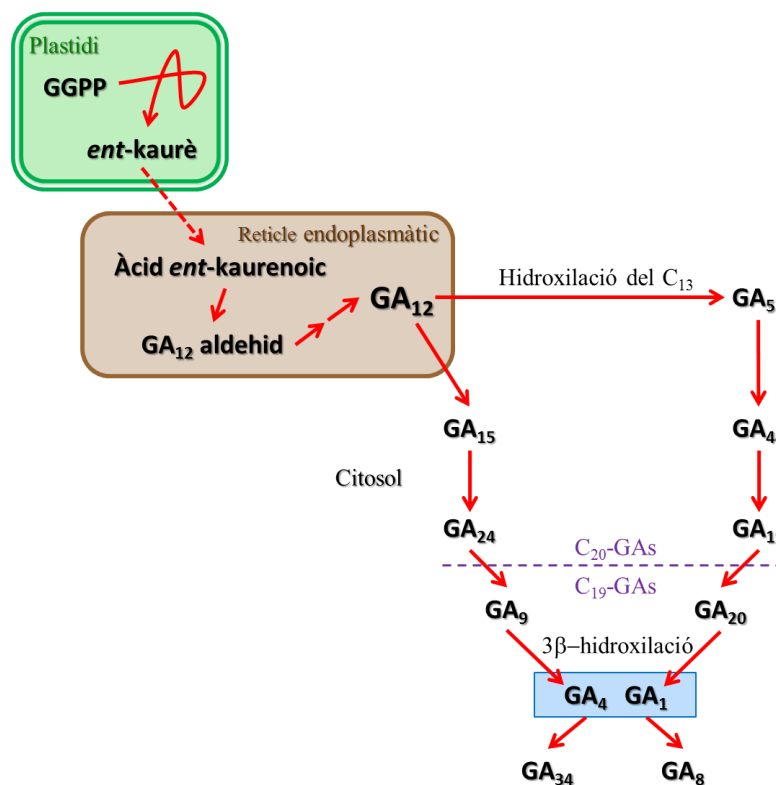 Plastidi
GGPP
ent-kaurè
Reticle endoplasmàtic
Àcid ent-kaurenoic
GA12
GA12 aldehid
Hidroxilació del C13
GA5
GA15
GA4
Citosol
GA24
GA1
C20-GAs
C19-GAs
GA9
GA20
3β–hidroxilació
GA4 GA1
GA34
GA8